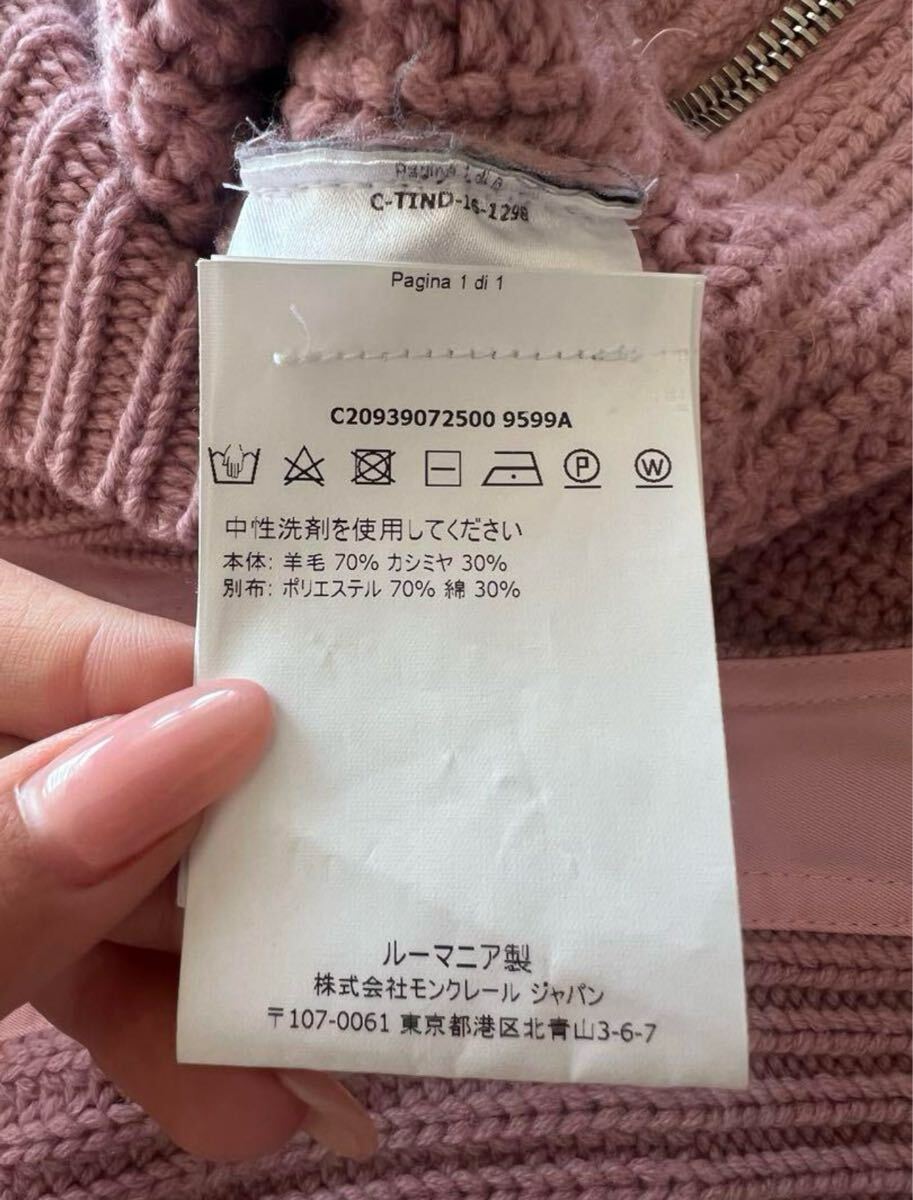 Pagina 1 di
C-TIND-16-1298
Pagina 1 di 1
C20939072500 9599A
P W
中性洗剤を使用してください
本体: 羊毛 70% カシミヤ 30%
別布: ポリエステル 70% 綿 30%
ルーマニア製
株式会社モンクレール ジャパン
〒107-0061 東京都港区北青山3-6-7